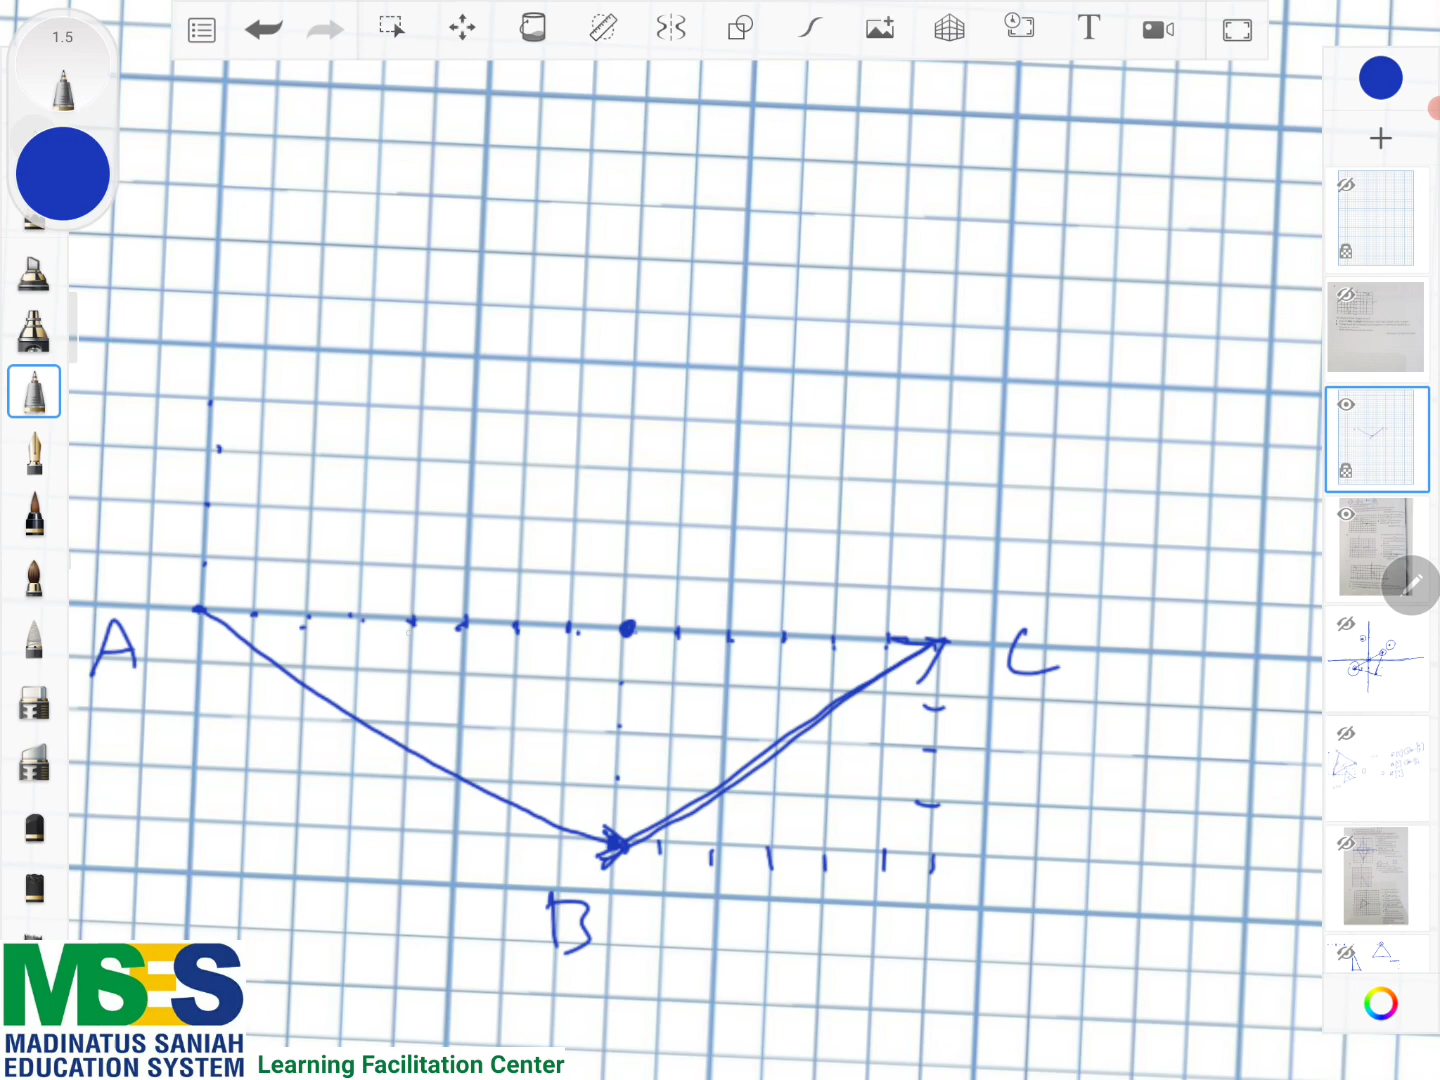 1.5
T
A
C
B
MSES
MADINATUS SANIAH
EDUCATION SYSTEM
Learning Facilitation Center